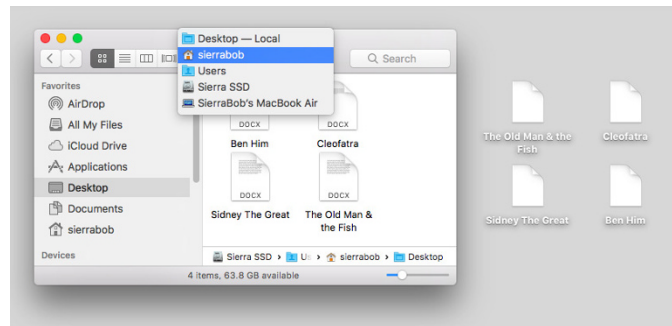 Desktop — Local
sierrabob
Users
Sierra SSD
SierraBob's MacBook Air
Search
Favorites
AirDrop
All My Files
iCloud Drive
Applications
Desktop
Documents
sierrabob
Devices
DOCX
DOCX
Ben Him
Cleofatra
DOCX
DOCX
Sidney The Great
The Old Man &
the Fish
Sierra SSD › Us › sierrabob › Desktop
4 items, 63.8 GB available
The Old Man & the
Fish
Cleofatra
Sidney The Great
Ben Him